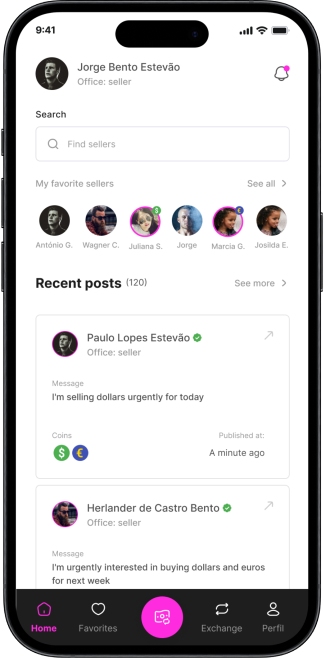 9:41
Jorge Bento Estevão
Office: seller
Search
Find sellers
My favorite sellers See all
$ €
António G. Wagner C. Juliana S. Jorge Marcia G. Josilda E.
Recent posts (120) See more
Paulo Lopes Estevão
Office: seller
Message
I'm selling dollars urgently for today
Coins Published at:
$ € A minute ago
Herlander de Castro Bento
Office: seller
Message
I'm urgently interested in buying dollars and euros
for next week
Home Favorites Exchange Perfil